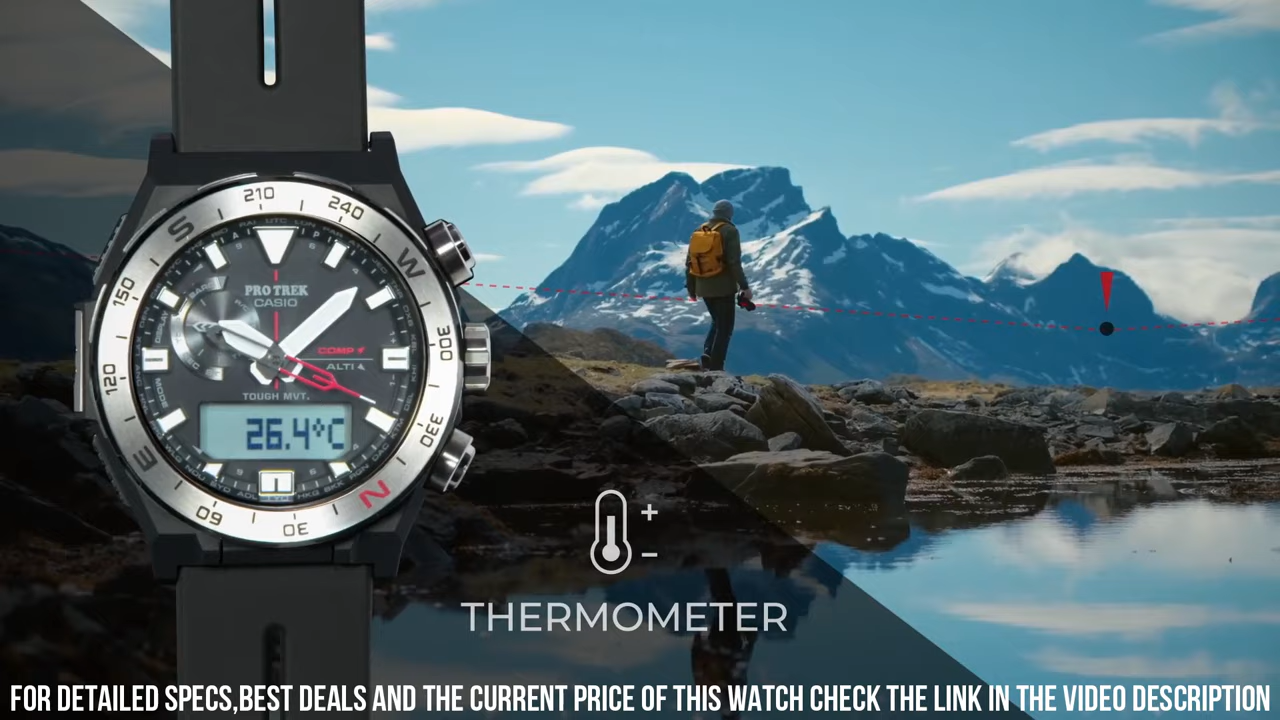 210
240
S
W
150
PRO TREK
CASIO
300
COMP
ALTI
120
TOUGH MVT.
26.4°C
330
E
N
60
30
+
−
THERMOMETER
FOR DETAILED SPECS,BEST DEALS AND THE CURRENT PRICE OF THIS WATCH CHECK THE LINK IN THE VIDEO DESCRIPTION